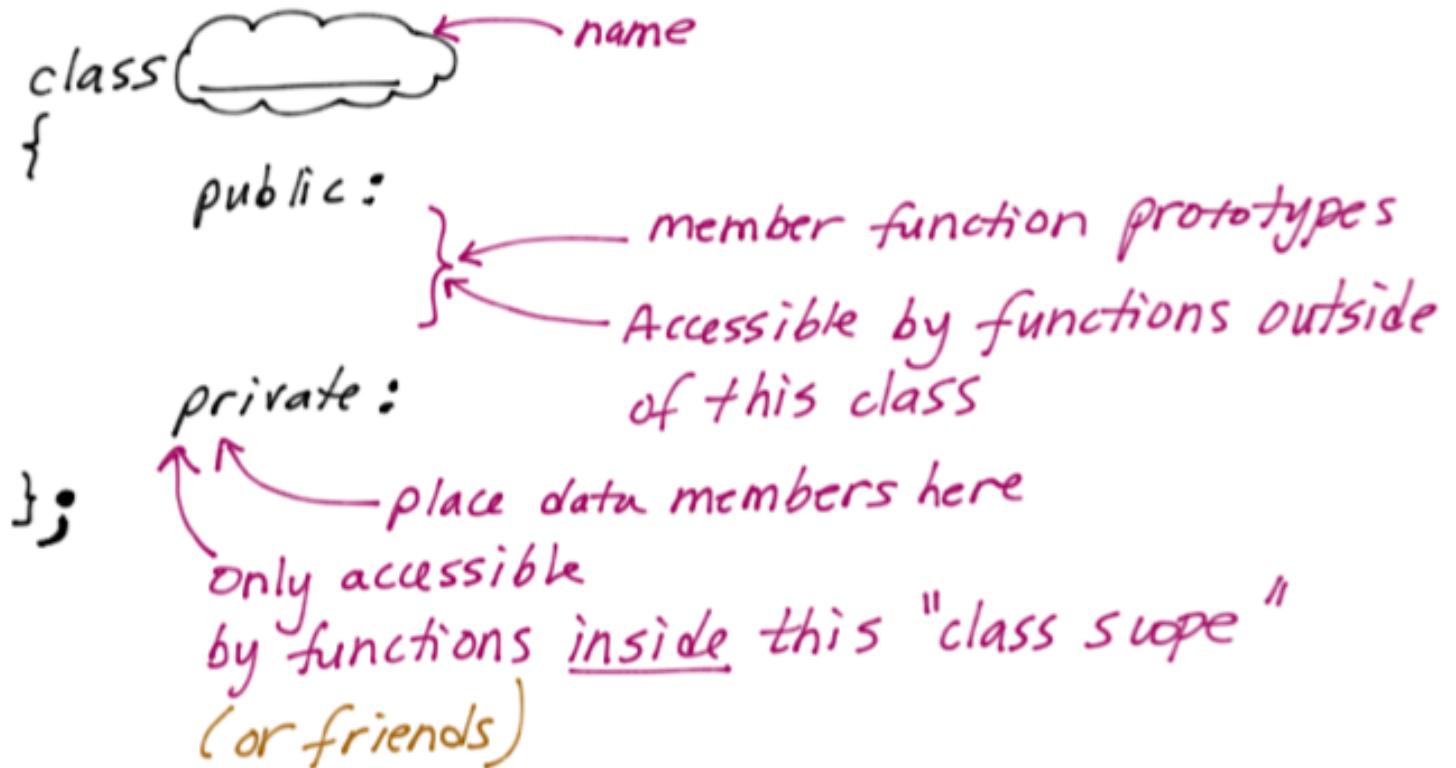 class ______ name
{
public:
} member function prototypes
Accessible by functions outside
of this class
private:
};
place data members here
only accessible
by functions inside this "class scope"
(or friends)